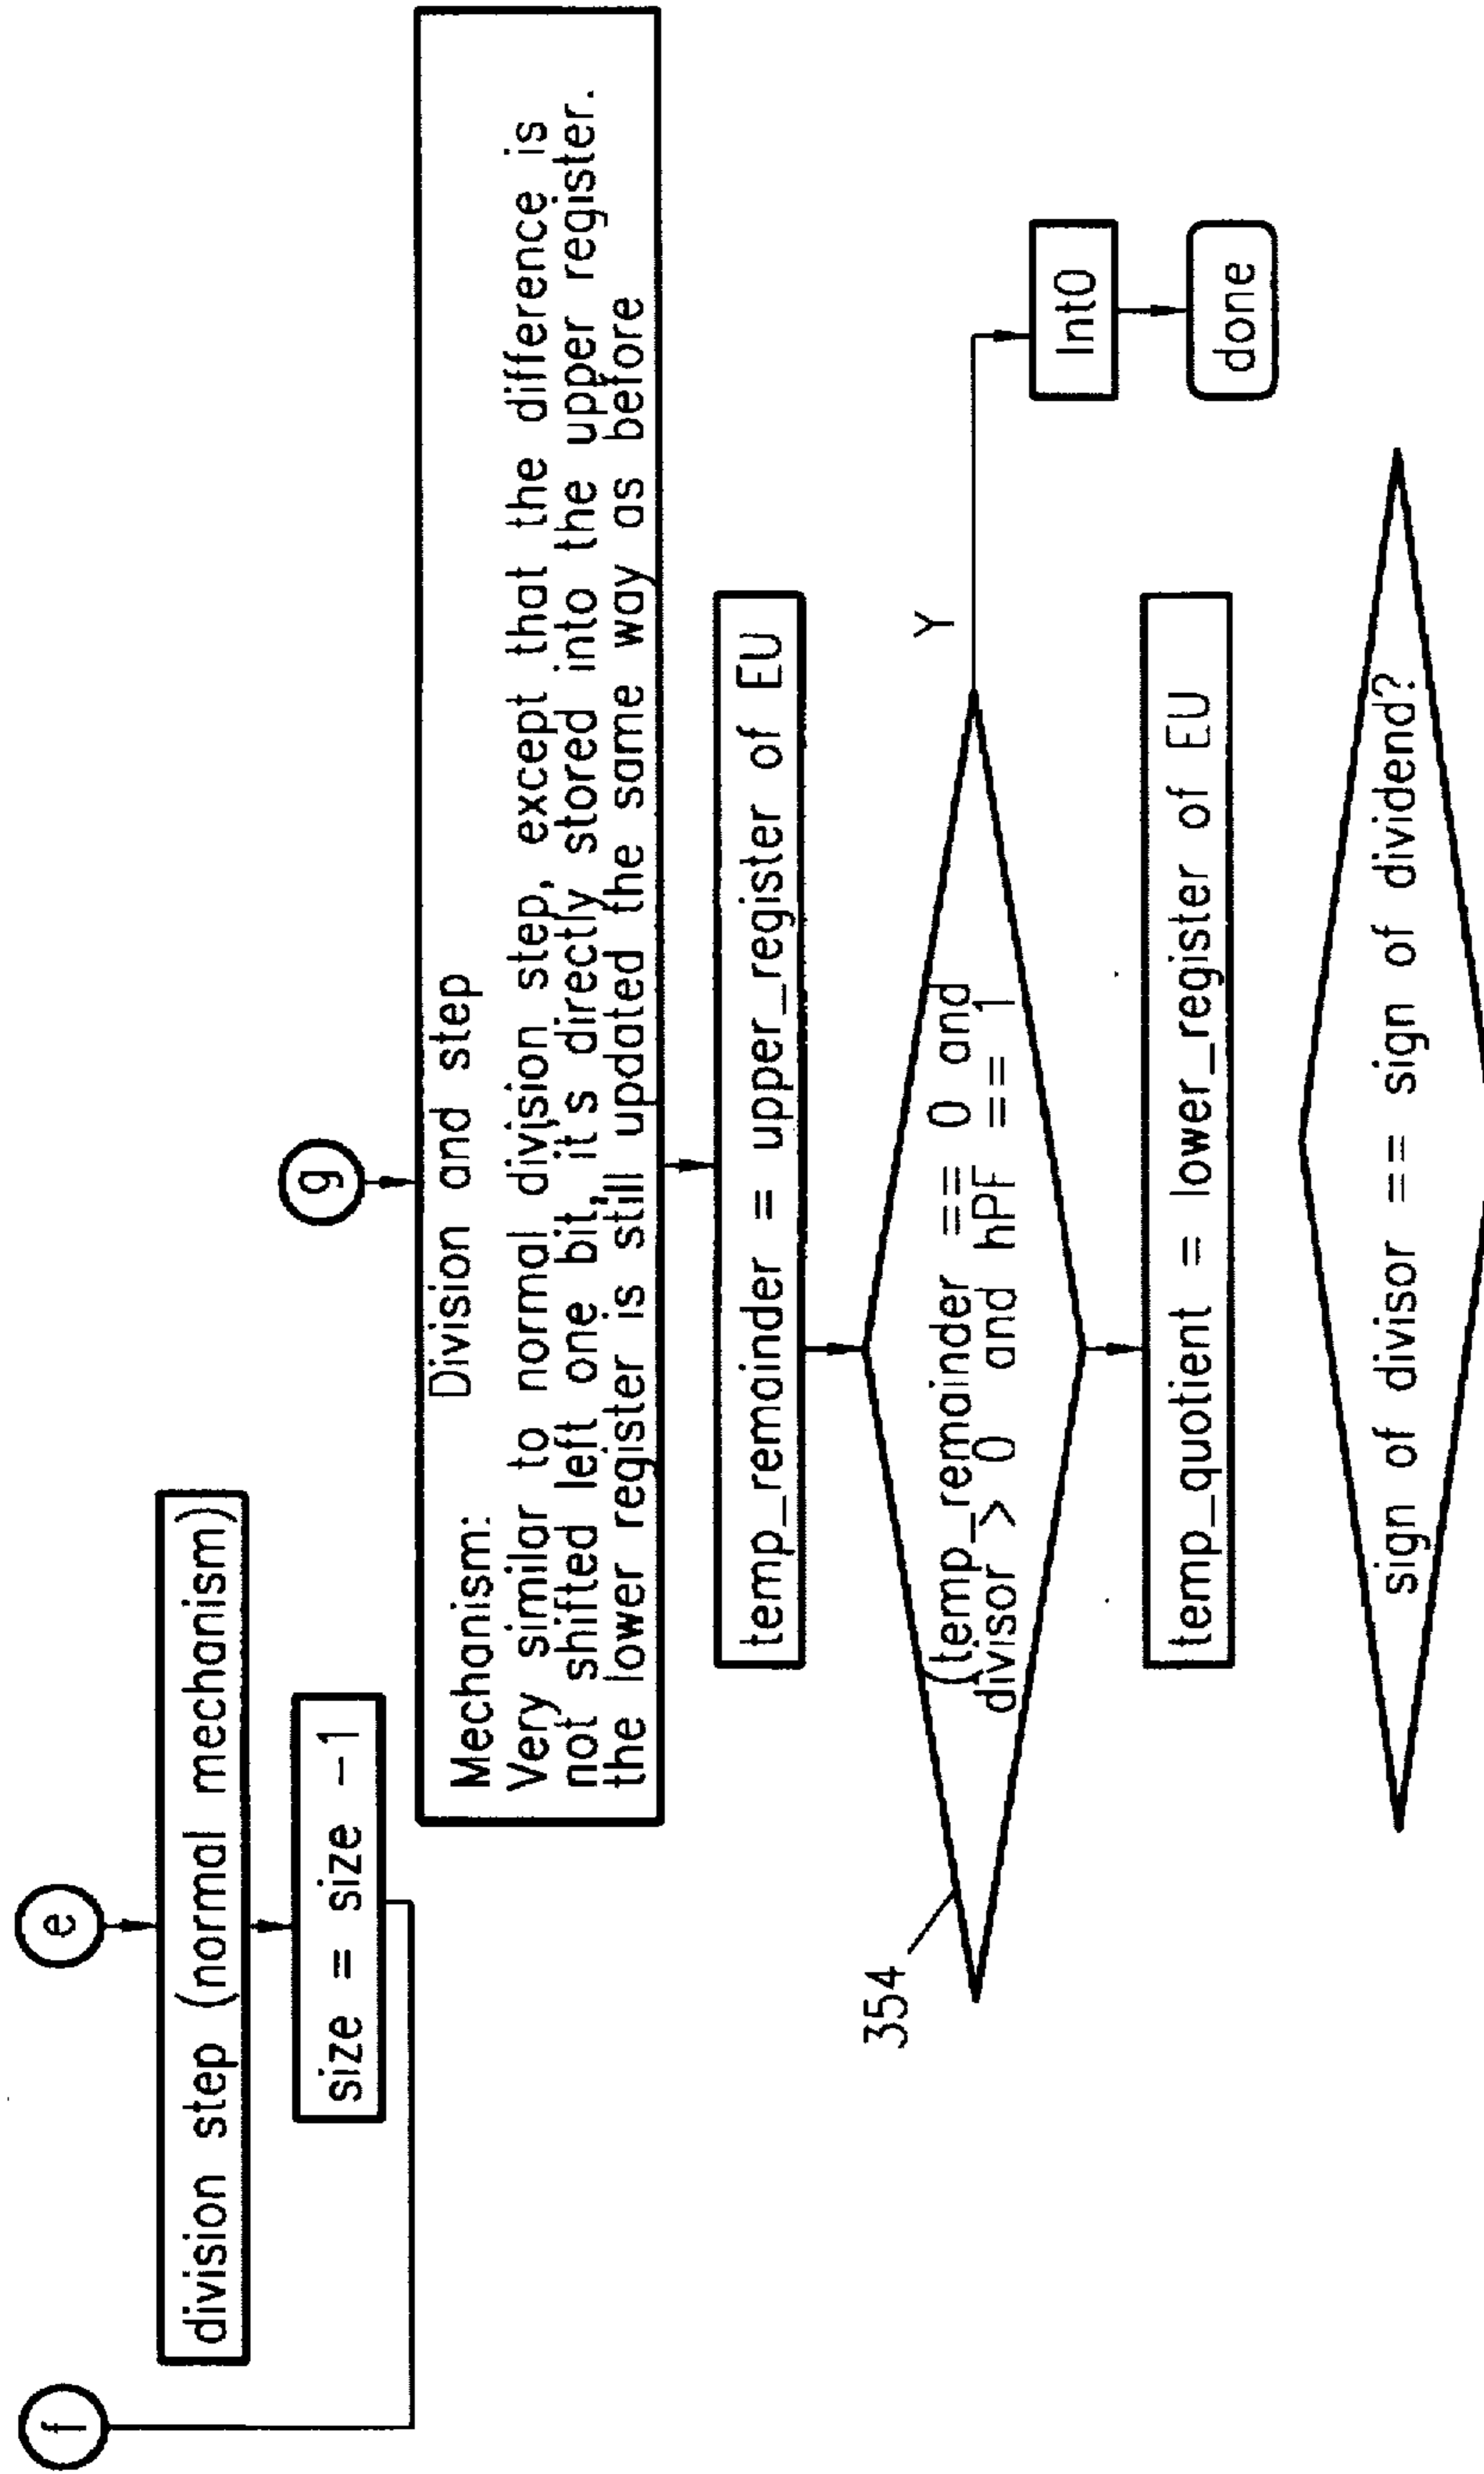 f
e
division step (normal mechanism)
size = size -1
g
Division and step
Mechanism:
Very similar to normal division step, except that the difference is
not shifted left one bit, it's directly stored into the upper register.
the lower register is still updated the same way as before
temp_remainder = upper_register of EU
354
(temp_remainder == 0 and
divisor > 0 and hPF == 1
Y
Int0
done
temp_quotient = lower_register of EU
sign of divisor == sign of dividend?